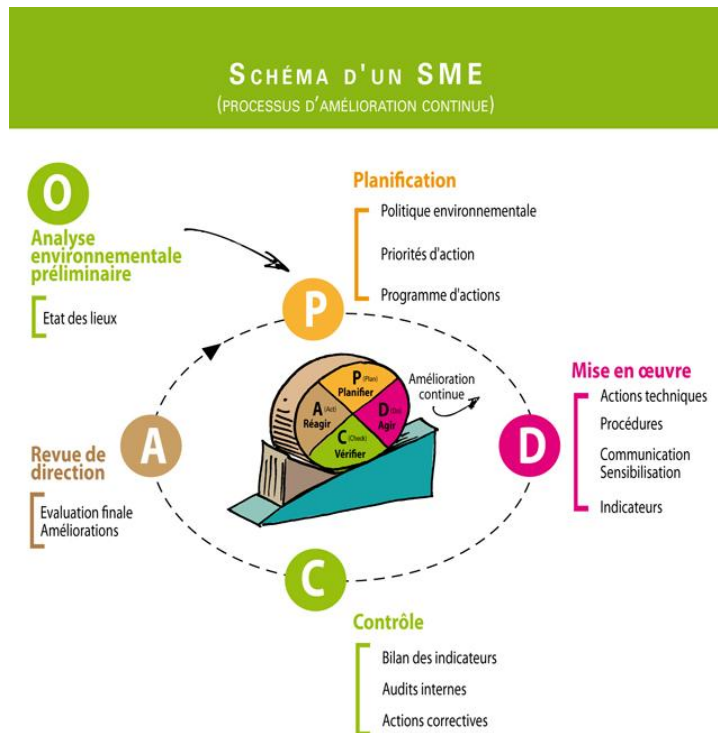 SCHÉMA D'UN SME
(PROCESSUS D'AMÉLIORATION CONTINUE)
O
Analyse
environnementale
préliminaire
Etat des lieux
Planification
Politique environnementale
Priorités d'action
Programme d'actions
P
P (Plan)
Planifier
A (Act)
Réagir
D (Do)
Agir
C (Check)
Vérifier
Amélioration
continue
Mise en œuvre
Actions techniques
Procédures
Communication
Sensibilisation
Indicateurs
D
Revue de
direction
A
Evaluation finale
Améliorations
C
Contrôle
Bilan des indicateurs
Audits internes
Actions correctives